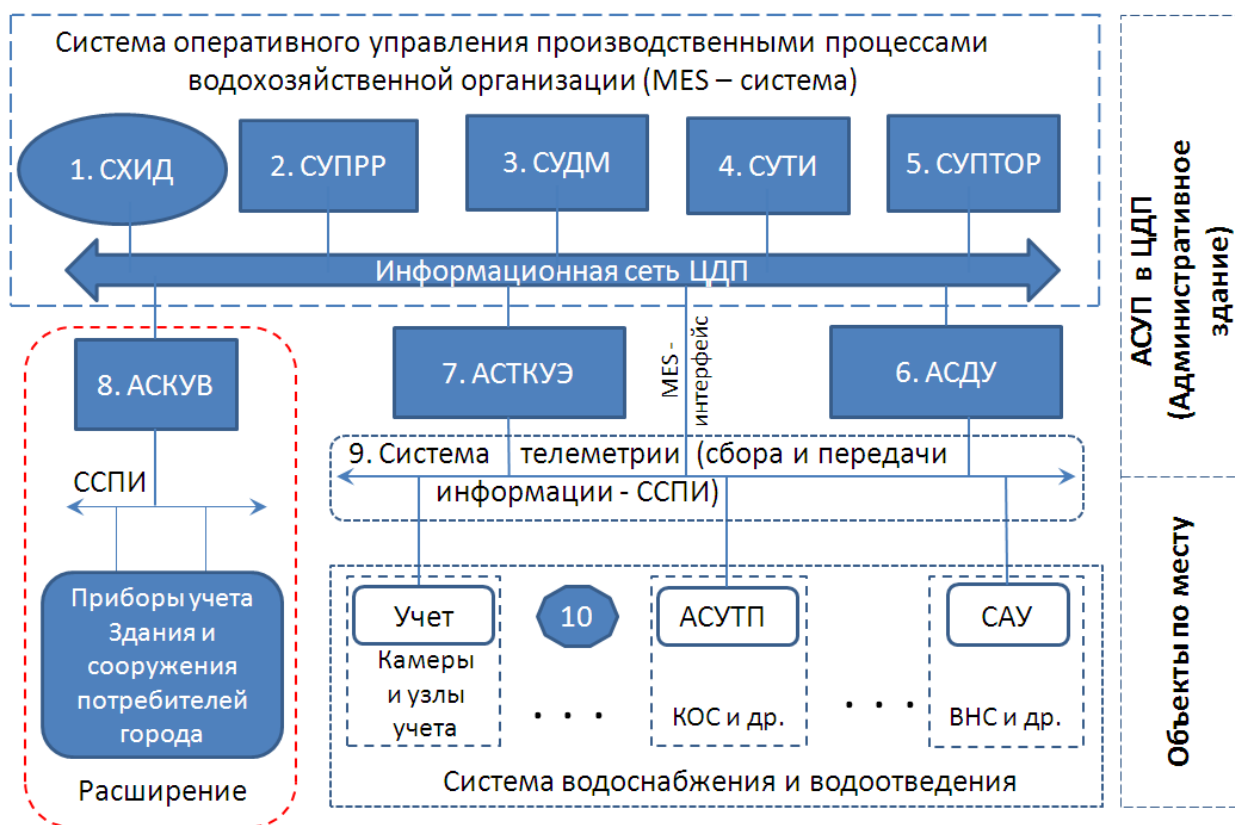 Система оперативного управления производственными процессами
водохозяйственной организации (MES – система)
1. СХИД
2. СУПРР
3. СУДМ
4. СУТИ
5. СУПТОР
Информационная сеть ЦДП
8. АСКУВ
7. АСТКУЭ
MES -
интерфейс
6. АСДУ
ССПИ
9. Система телеметрии (сбора и передачи
информации - ССПИ)
Приборы учета
Здания и
сооружения
потребителей
города
Расширение
Учет
Камеры
и узлы
учета
10
. . .
АСУТП
КОС и др.
. . .
САУ
ВНС и др.
Система водоснабжения и водоотведения
АСУП в ЦДП
(Административное
здание)
Объекты по месту